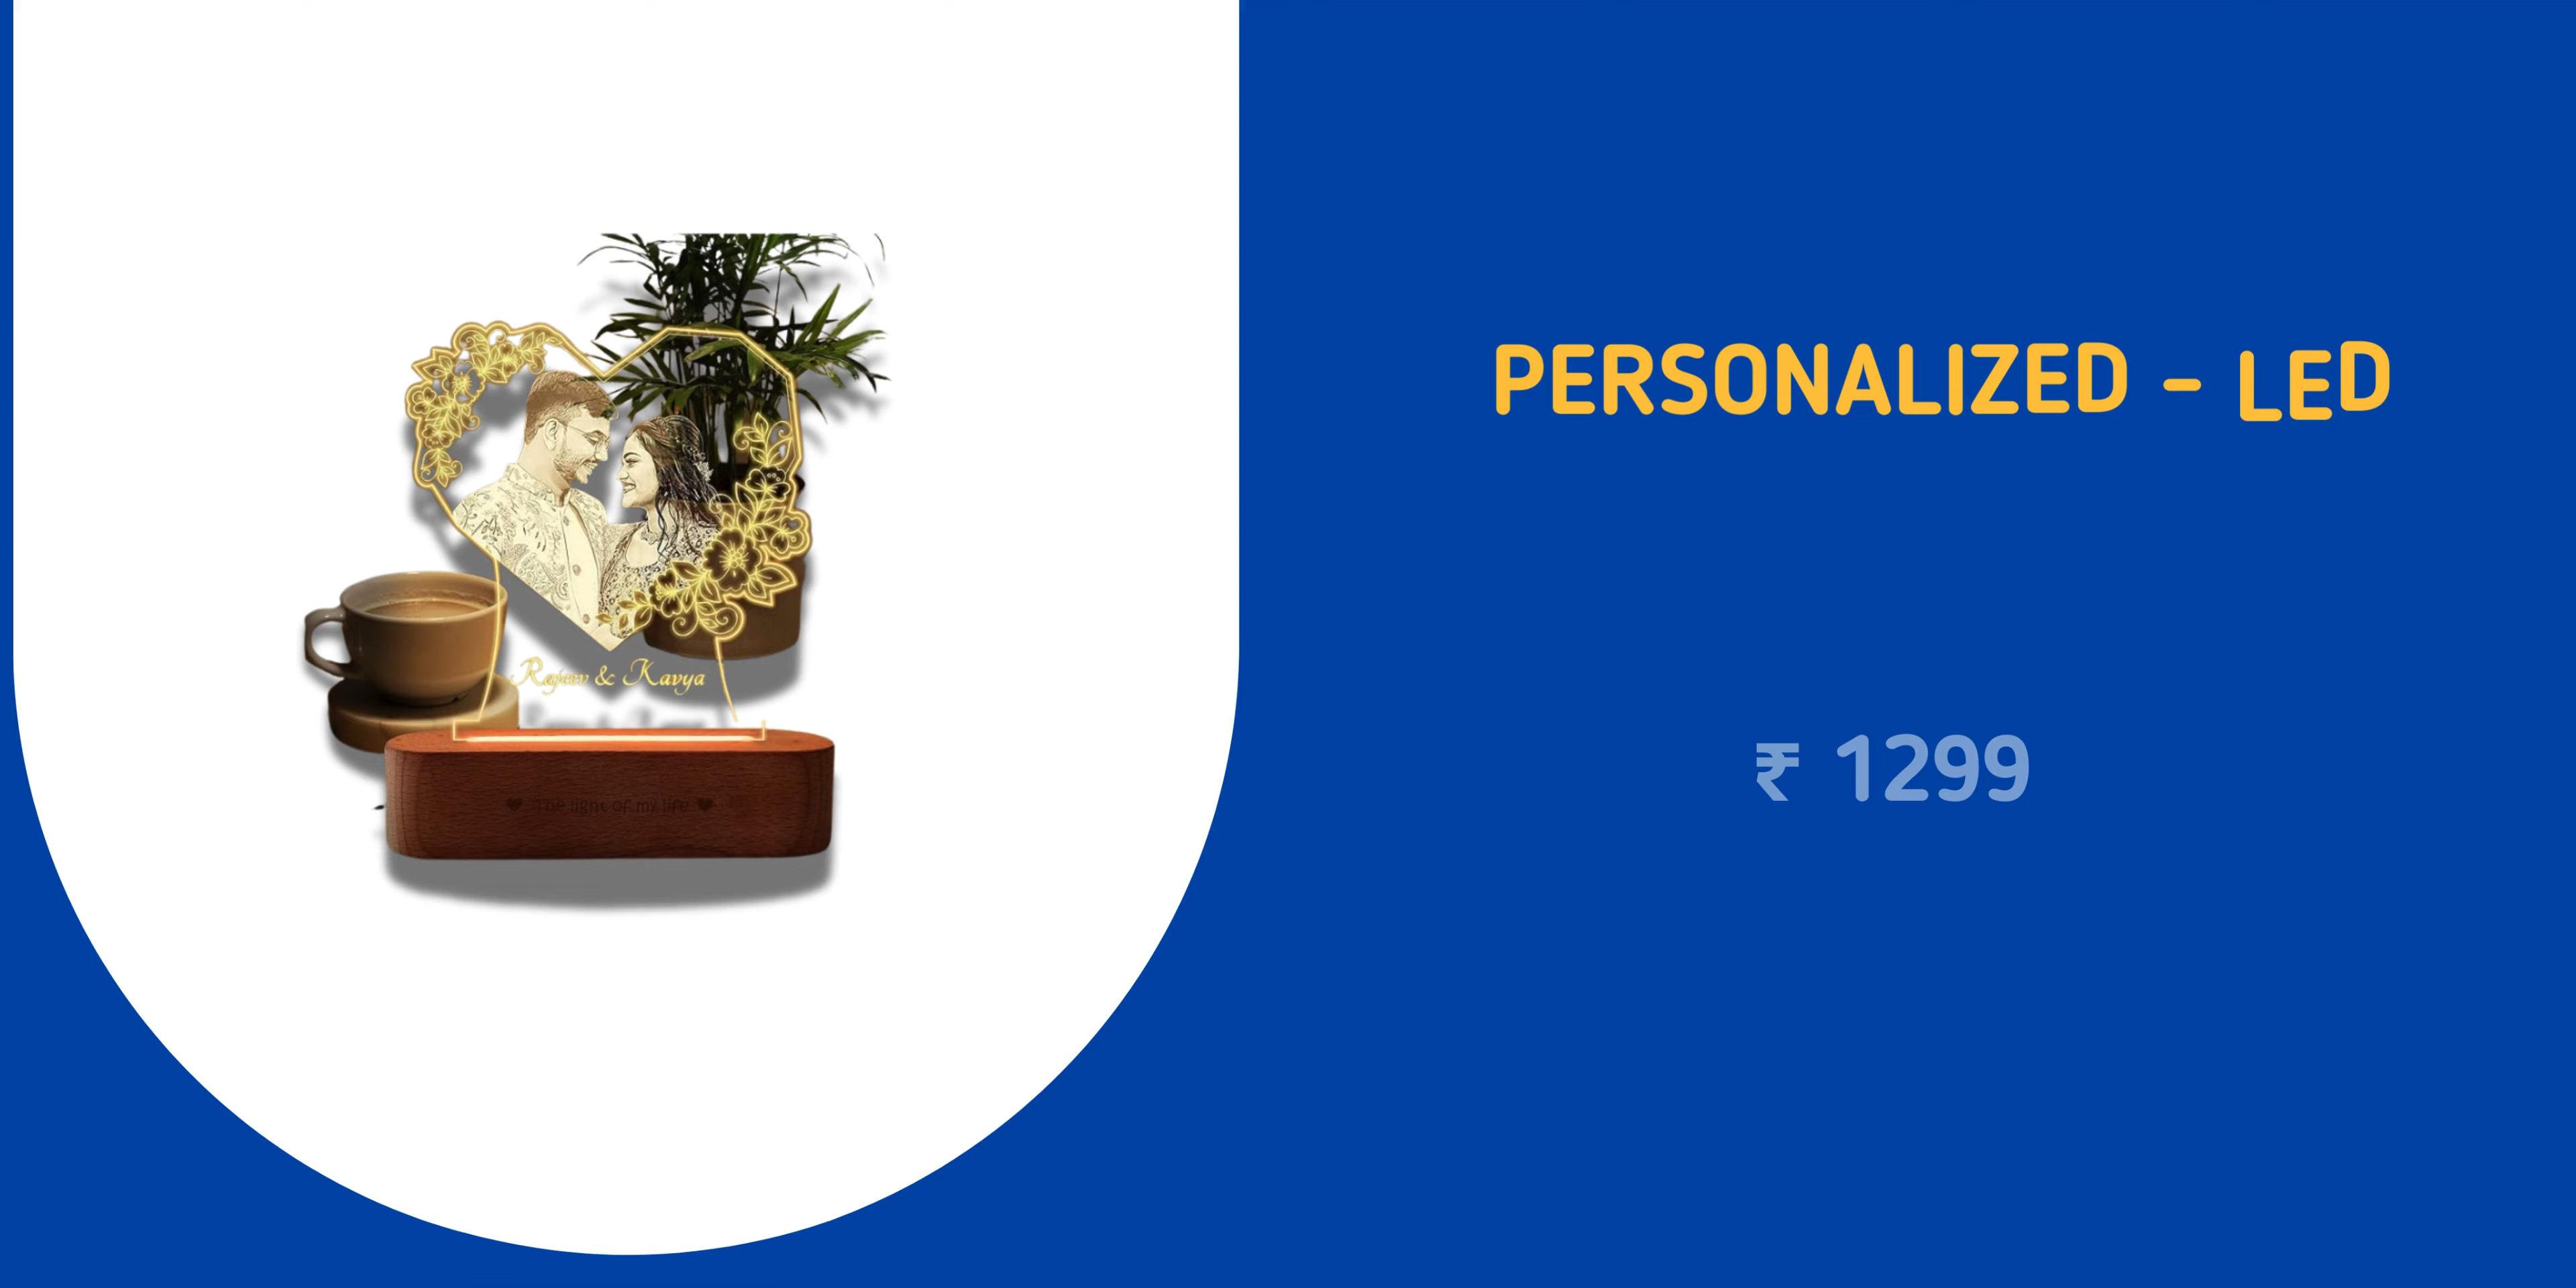 Rajeev & Kavya
♥ The light of my life ♥
PERSONALIZED - LED
₹ 1299